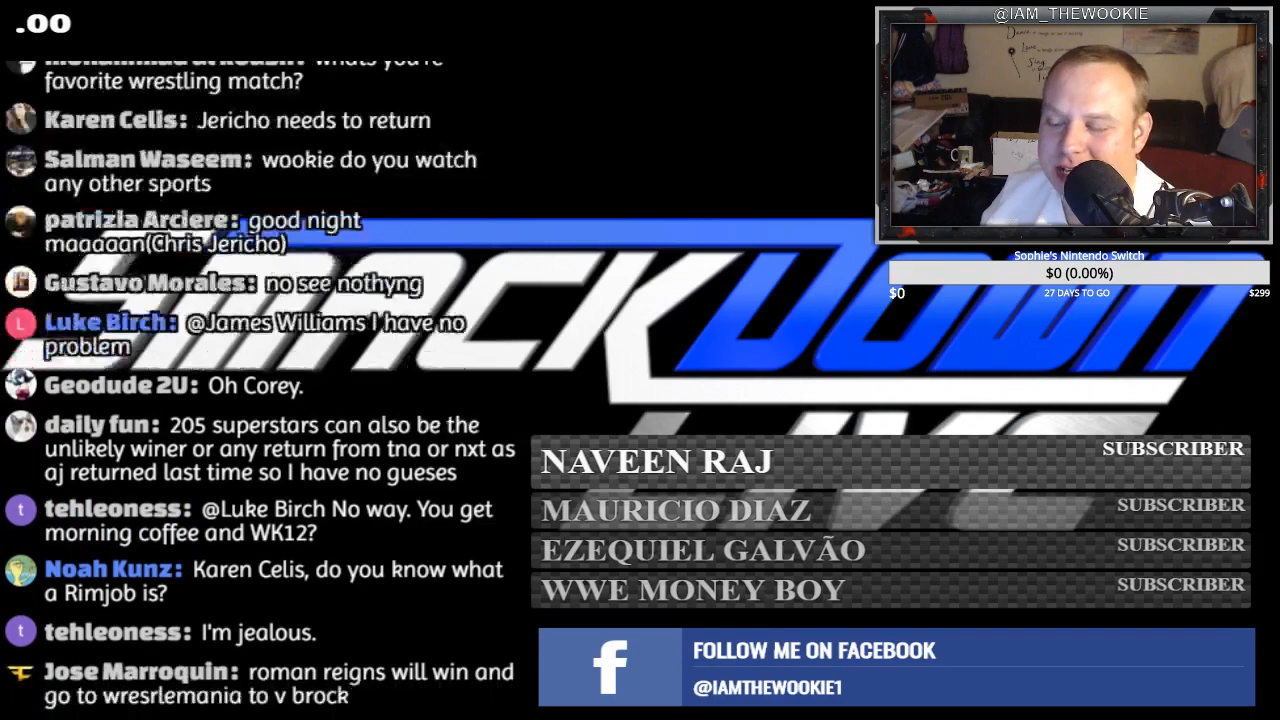 .00
@IAM_THEWOOKIE
whats you're
favorite wrestling match?
Karen Celis: Jericho needs to return
Salman Waseem: wookie do you watch
any other sports
patrizia Arciere: good night
maaaaan(Chris Jericho)
Gustavo Morales: no see nothyng
Luke Birch: @James Williams I have no
problem
Geodude 2U: Oh Corey.
daily fun: 205 superstars can also be the
unlikely winer or any return from tna or nxt as
aj returned last time so I have no gueses
tehleoness: @Luke Birch No way. You get
morning coffee and WK12?
Noah Kunz: Karen Celis, do you know what
a Rimjob is?
tehleoness: I'm jealous.
Jose Marroquin: roman reigns will win and
go to wresrlemania to v brock
Sophie's Nintendo Switch
$0 (0.00%)
$0 27 DAYS TO GO $299
SMACKDOWN
LIVE
NAVEEN RAJ SUBSCRIBER
MAURICIO DIAZ SUBSCRIBER
EZEQUIEL GALVÃO SUBSCRIBER
WWE MONEY BOY SUBSCRIBER
f
FOLLOW ME ON FACEBOOK
@IAMTHEWOOKIE1